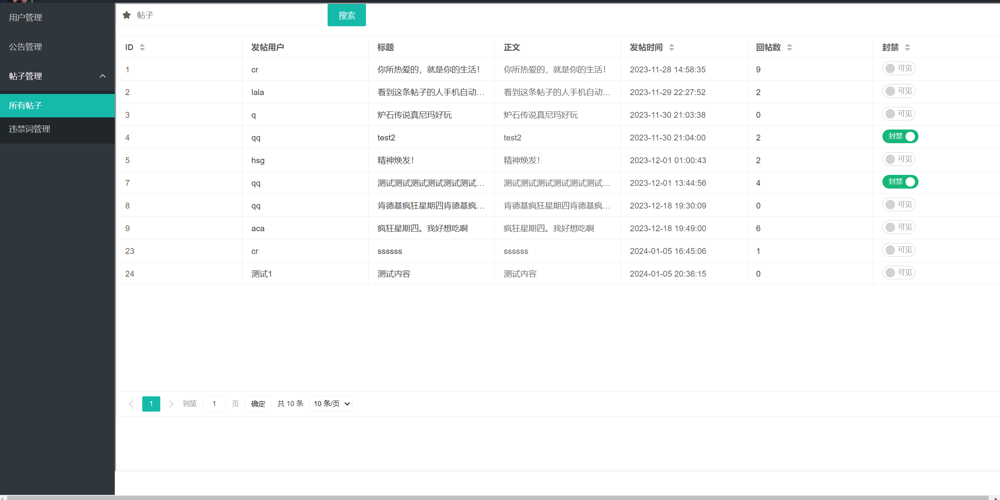 用户管理
公告管理
帖子管理
所有帖子
违禁词管理
帖子 搜索
ID 发帖用户 标题 正文 发帖时间 回帖数 封禁
1 cr 你所热爱的，就是你的生活！ 你所热爱的，就是你的生活！ 2023-11-28 14:58:35 9 可见
2 lala 看到这条帖子的人手机自动… 看到这条帖子的人手机自动… 2023-11-29 22:27:52 2 可见
3 q 炉石传说真尼玛好玩 炉石传说真尼玛好玩 2023-11-30 21:03:38 0 可见
4 qq test2 test2 2023-11-30 21:04:00 2 封禁
5 hsg 精神焕发！ 精神焕发！ 2023-12-01 01:00:43 2 可见
7 qq 测试测试测试测试测试测试… 测试测试测试测试测试测试… 2023-12-01 13:44:56 4 封禁
8 qq 肯德基疯狂星期四肯德基疯… 肯德基疯狂星期四肯德基疯… 2023-12-18 19:30:09 0 可见
9 aca 疯狂星期四。我好想吃啊 疯狂星期四。我好想吃啊 2023-12-18 19:49:00 6 可见
23 cr ssssss ssssss 2024-01-05 16:45:06 1 可见
24 测试1 测试内容 测试内容 2024-01-05 20:36:15 0 可见
1 到第 1 页 确定 共 10 条 10 条/页